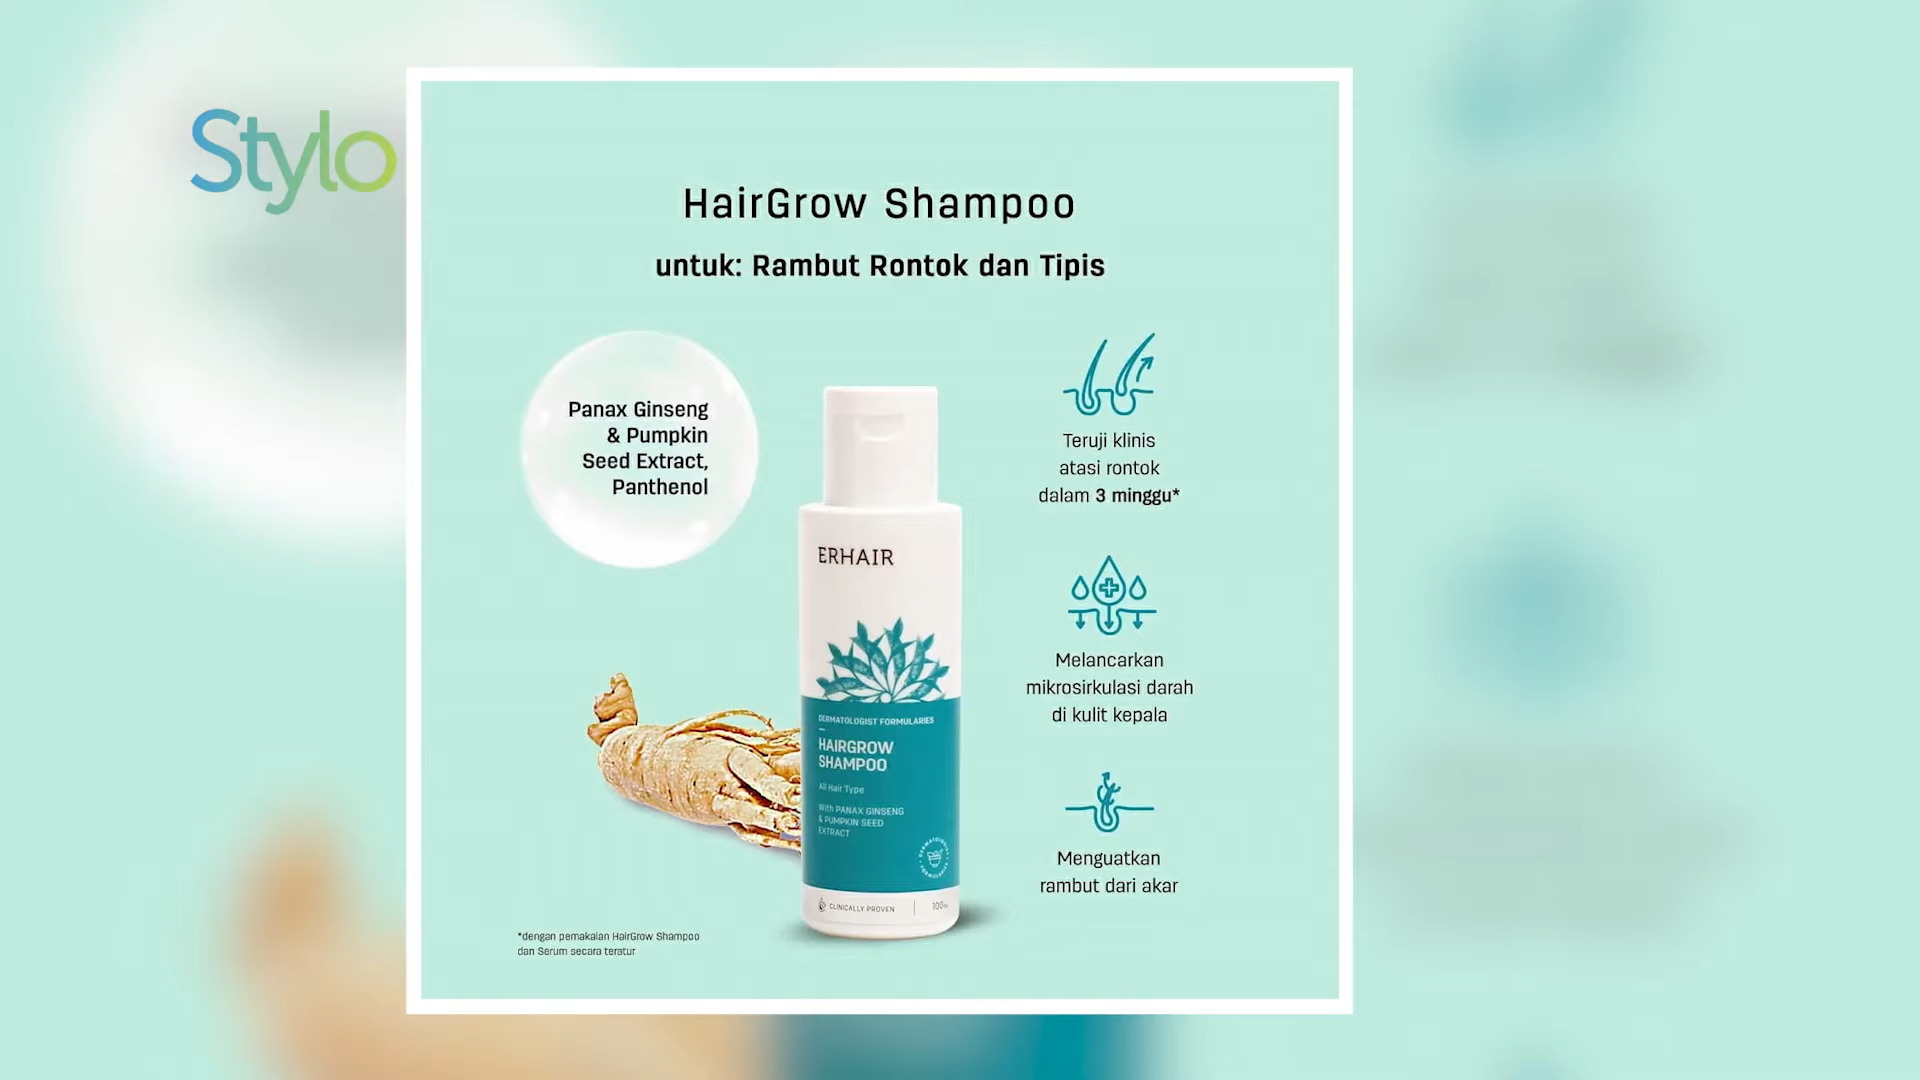 Stylo
HairGrow Shampoo
untuk: Rambut Rontok dan Tipis
Panax Ginseng
& Pumpkin
Seed Extract,
Panthenol
Teruji klinis
atasi rontok
dalam 3 minggu*
Melancarkan
mikrosirkulasi darah
di kulit kepala
Menguatkan
rambut dari akar
ERHAIR
DERMATOLOGIST FORMULARIES
HAIRGROW
SHAMPOO
All Hair Type
With PANAX GINSENG
& PUMPKIN SEED
EXTRACT
CLINICALLY PROVEN
100
*dengan pemakaian HairGrow Shampoo
dan Serum secara teratur